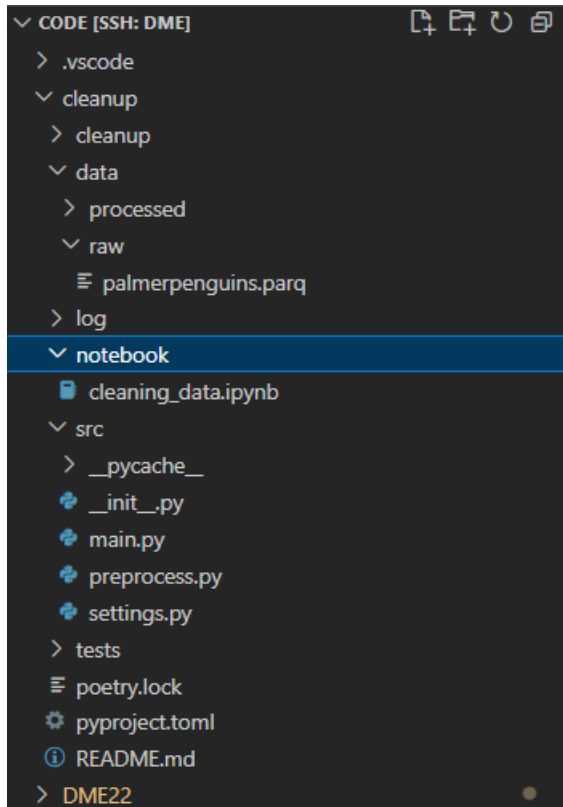 CODE [SSH: DME]
.vscode
cleanup
cleanup
data
processed
raw
palmerpenguins.parq
log
notebook
cleaning_data.ipynb
src
__pycache__
__init__.py
main.py
preprocess.py
settings.py
tests
poetry.lock
pyproject.toml
README.md
DME22